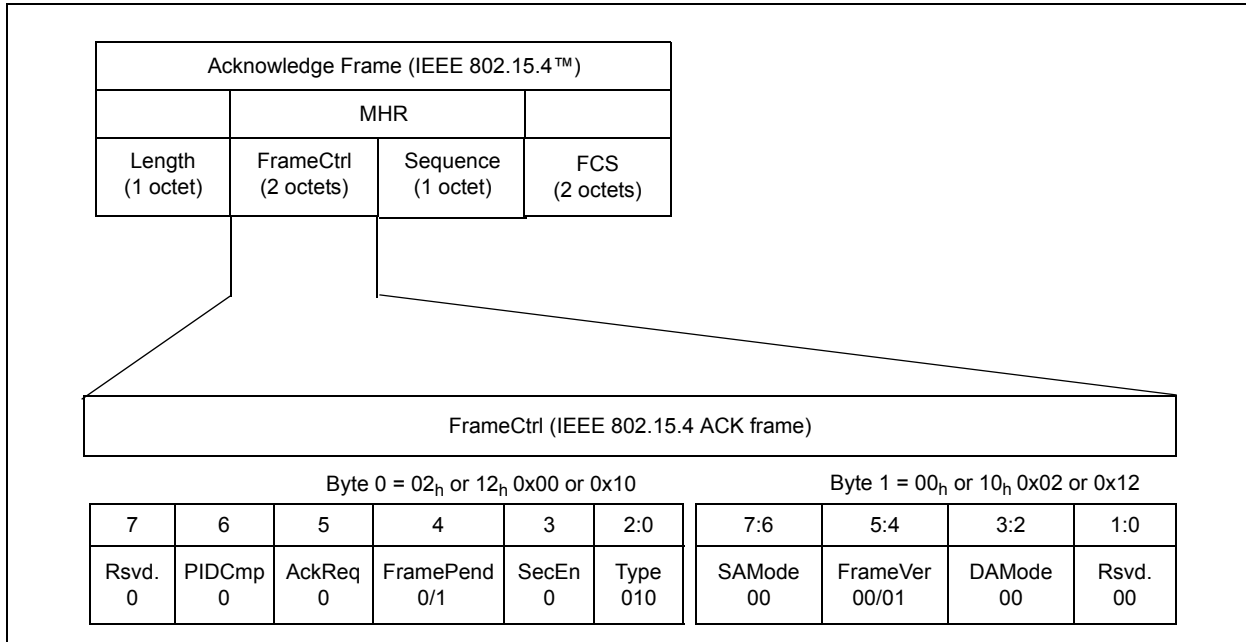 Acknowledge Frame (IEEE 802.15.4™)
MHR
Length (1 octet) FrameCtrl (2 octets) Sequence (1 octet) FCS (2 octets)
FrameCtrl (IEEE 802.15.4 ACK frame)
Byte 0 = 02h or 12h 0x00 or 0x10 Byte 1 = 00h or 10h 0x02 or 0x12
7 6 5 4 3 2:0 7:6 5:4 3:2 1:0
Rsvd. PIDCmp AckReq FramePend SecEn Type SAMode FrameVer DAMode Rsvd.
0 0 0 0/1 0 010 00 00/01 00 00